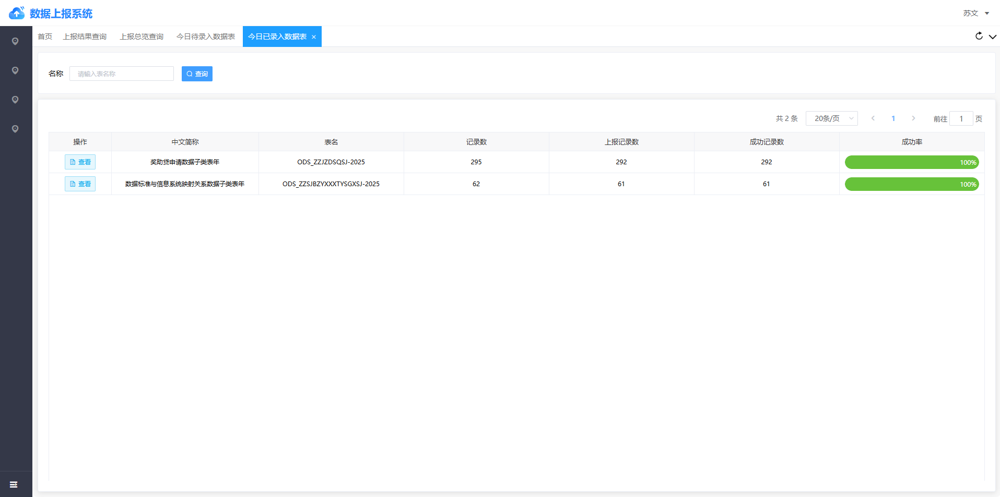 数据上报系统
苏文
首页 上报结果查询 上报总览查询 今日待录入数据表 今日已录入数据表
名称 请输入表名称 查询
共 2 条 20条/页 1 前往 1 页
操作 中文简称 表名 记录数 上报记录数 成功记录数 成功率
查看 奖助贷申请数据子类表年 ODS_ZZJZDSQSJ-2025 295 292 292 100%
查看 数据标准与信息系统映射关系数据子类表年 ODS_ZZSJBZYXXXTYSGXSJ-2025 62 61 61 100%